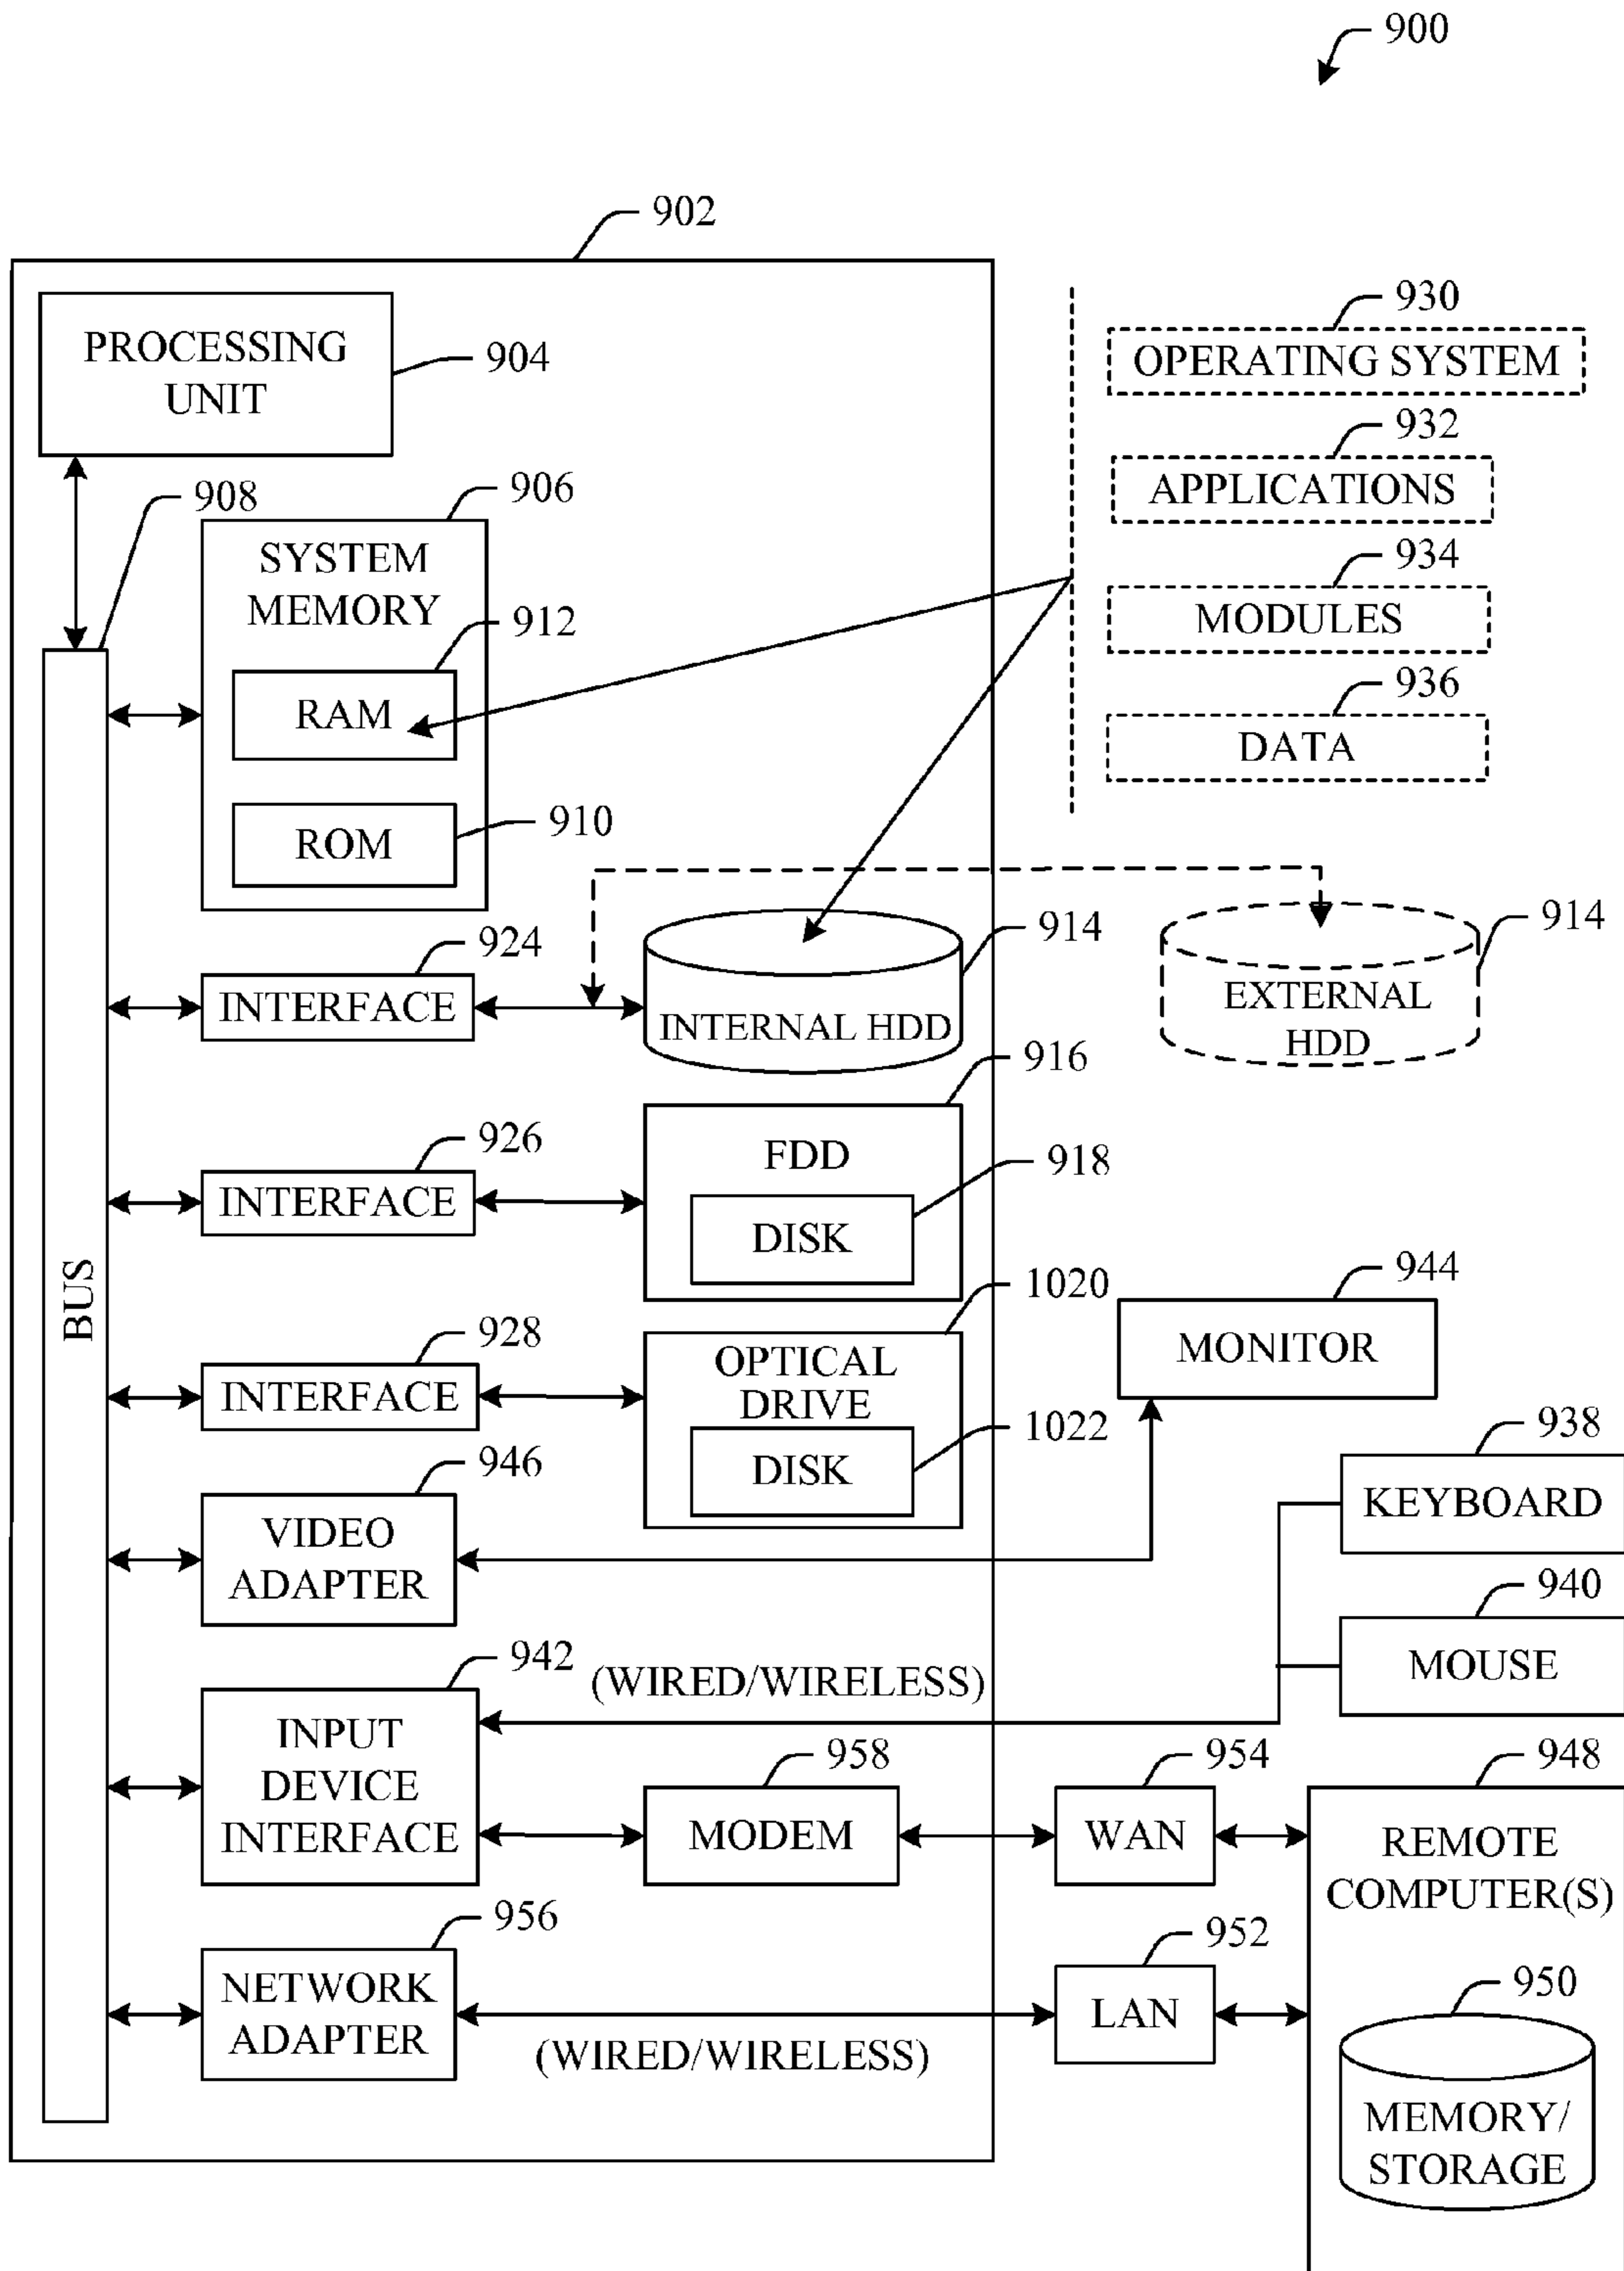 900
902
PROCESSING
UNIT
904
930
OPERATING SYSTEM
932
APPLICATIONS
934
MODULES
936
DATA
908
906
SYSTEM
MEMORY
912
RAM
910
ROM
924
INTERFACE
914
INTERNAL HDD
914
EXTERNAL
HDD
916
FDD
918
DISK
926
INTERFACE
BUS
928
INTERFACE
1020
OPTICAL
DRIVE
1022
DISK
944
MONITOR
946
VIDEO
ADAPTER
938
KEYBOARD
940
MOUSE
942
INPUT
DEVICE
INTERFACE
(WIRED/WIRELESS)
958
MODEM
954
WAN
948
REMOTE
COMPUTER(S)
956
NETWORK
ADAPTER
(WIRED/WIRELESS)
952
LAN
950
MEMORY/
STORAGE